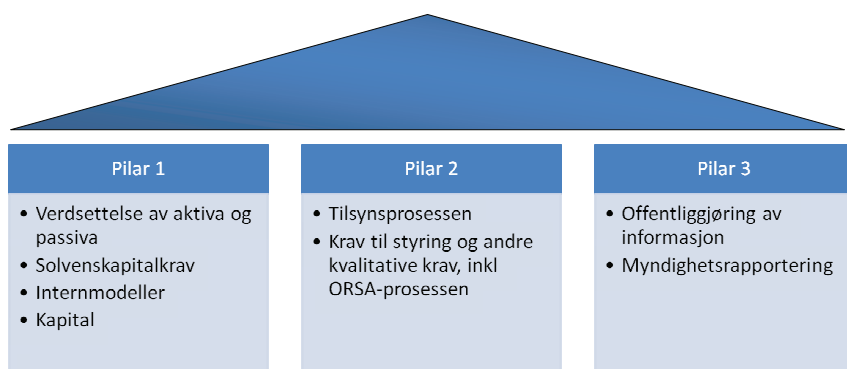 Pilar 1
• Verdsettelse av aktiva og
passiva
• Solvenskapitalkrav
• Internmodeller
• Kapital
Pilar 2
• Tilsynsprosessen
• Krav til styring og andre
kvalitative krav, inkl
ORSA-prosessen
Pilar 3
• Offentliggjøring av
informasjon
• Myndighetsrapportering